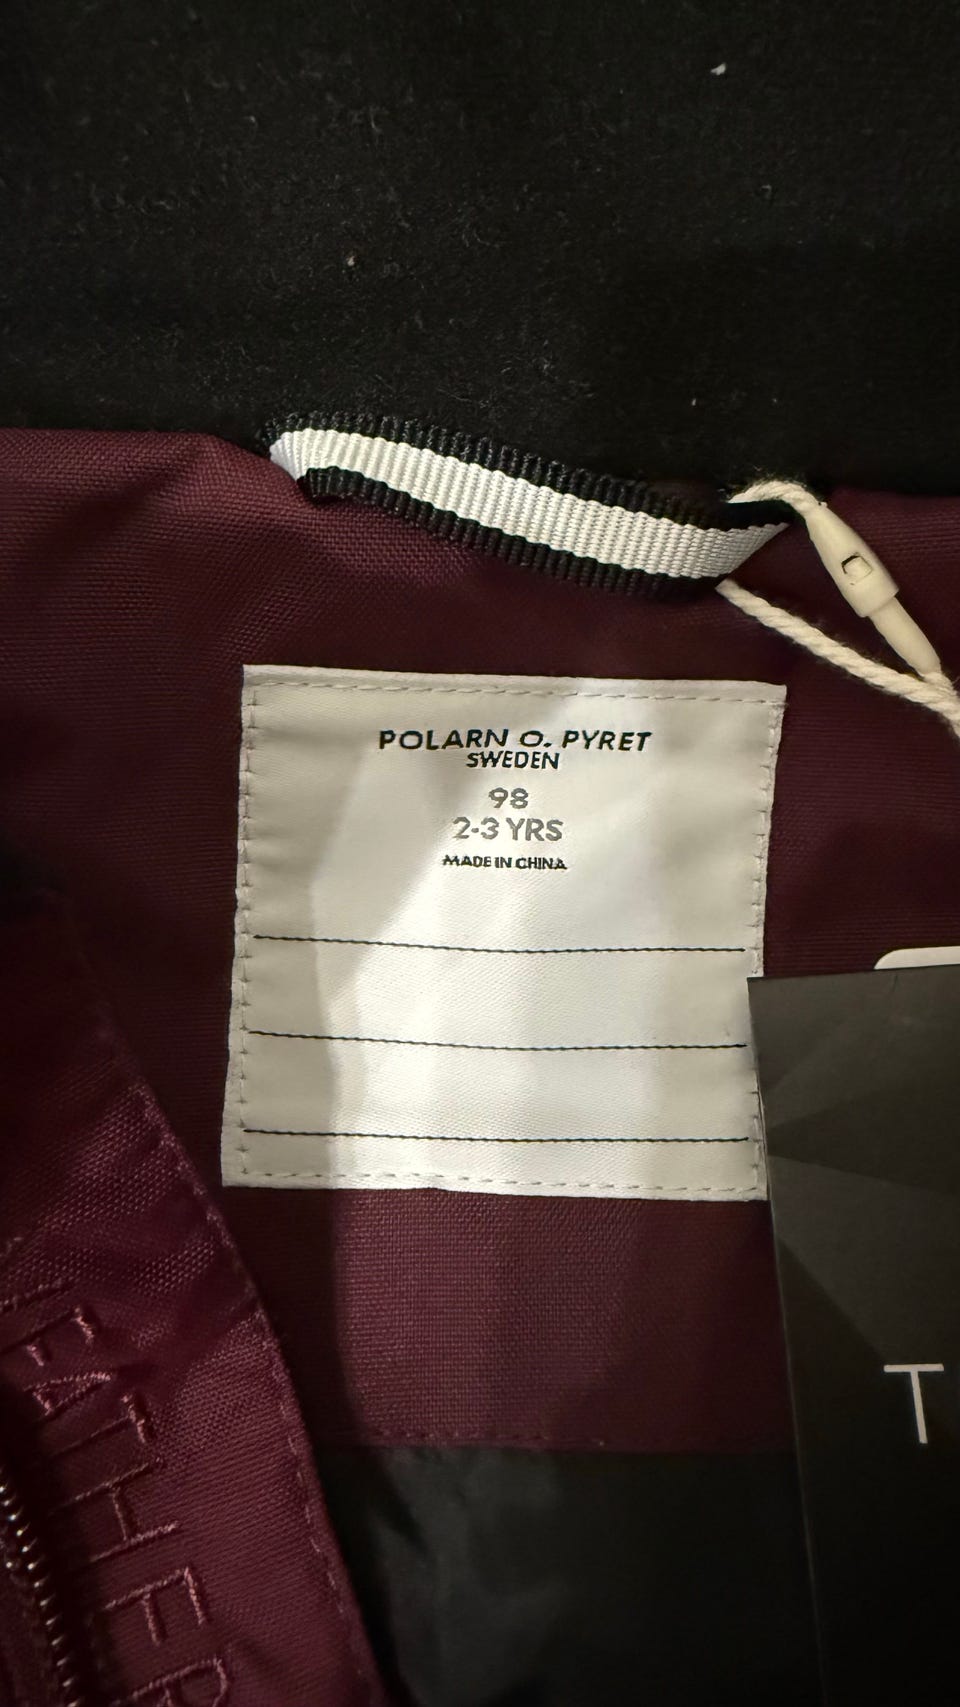 POLARN O. PYRET
SWEDEN
98
2-3 YRS
MADE IN CHINA
T